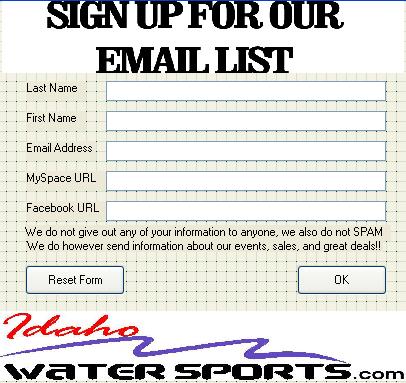 SIGN UP FOR OUR
EMAIL LIST
Last Name
First Name
Email Address
MySpace URL
Facebook URL
We do not give out any of your information to anyone, we also do not SPAM
We do however send information about our events, sales, and great deals!!
Reset Form OK
Idaho
WATER SPORTS.com